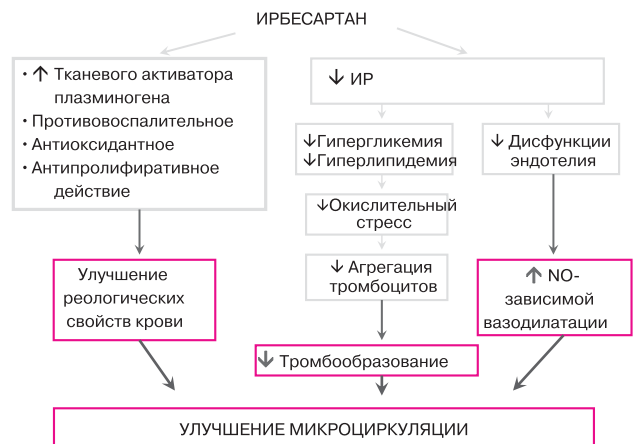 ИРБЕСАРТАН
• ↑ Тканевого активатора
плазминогена
• Противовоспалительное
• Антиоксидантное
• Антипролифиративное
действие
↓ ИР
↓Гипергликемия
↓Гиперлипидемия
↓ Дисфункции
эндотелия
↓Окислительный
стресс
↓ Агрегация
тромбоцитов
Улучшение
реологических
свойств крови
↑ NO-
зависимой
вазодилатации
↓ Тромбообразование
УЛУЧШЕНИЕ МИКРОЦИРКУЛЯЦИИ